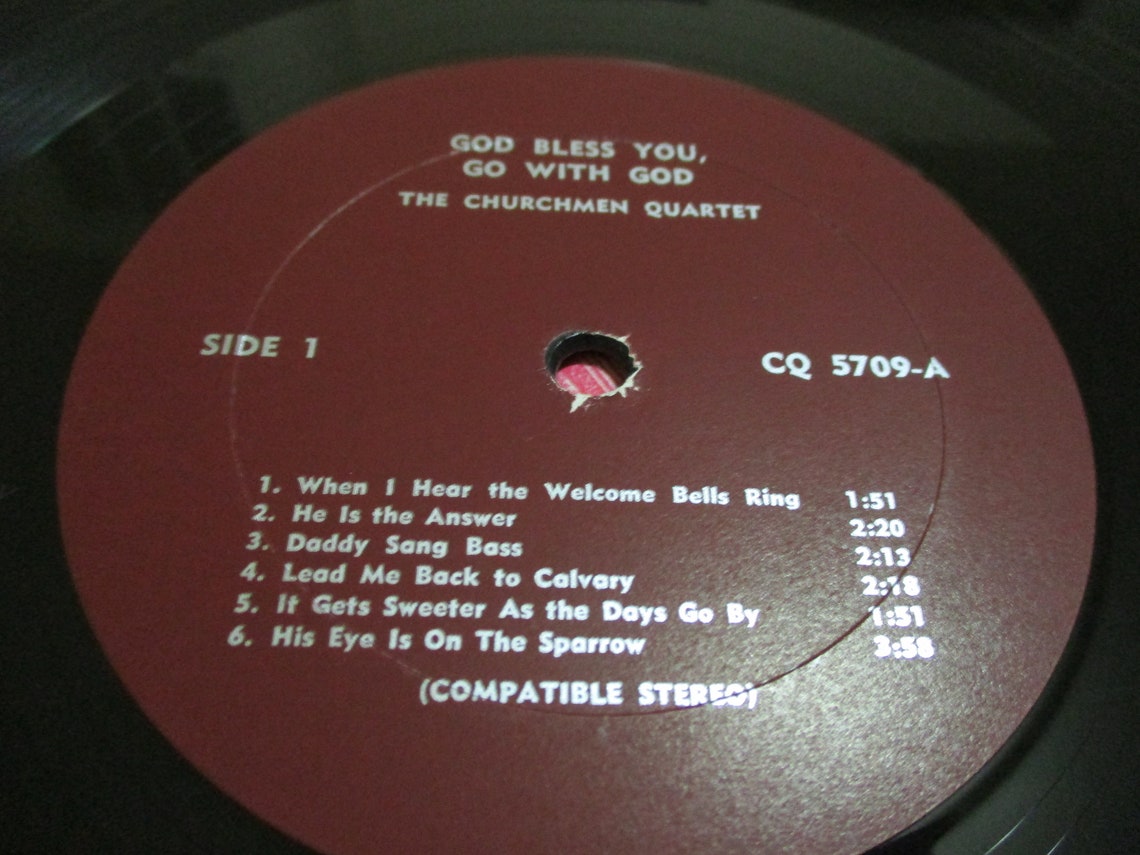 GOD BLESS YOU,
GO WITH GOD
THE CHURCHMEN QUARTET
SIDE 1
CQ 5709-A
1. When I Hear the Welcome Bells Ring 1:51
2. He Is the Answer 2:20
3. Daddy Sang Bass 2:13
4. Lead Me Back to Calvary 2:18
5. It Gets Sweeter As the Days Go By 1:51
6. His Eye Is On The Sparrow 3:58
(COMPATIBLE STEREO)